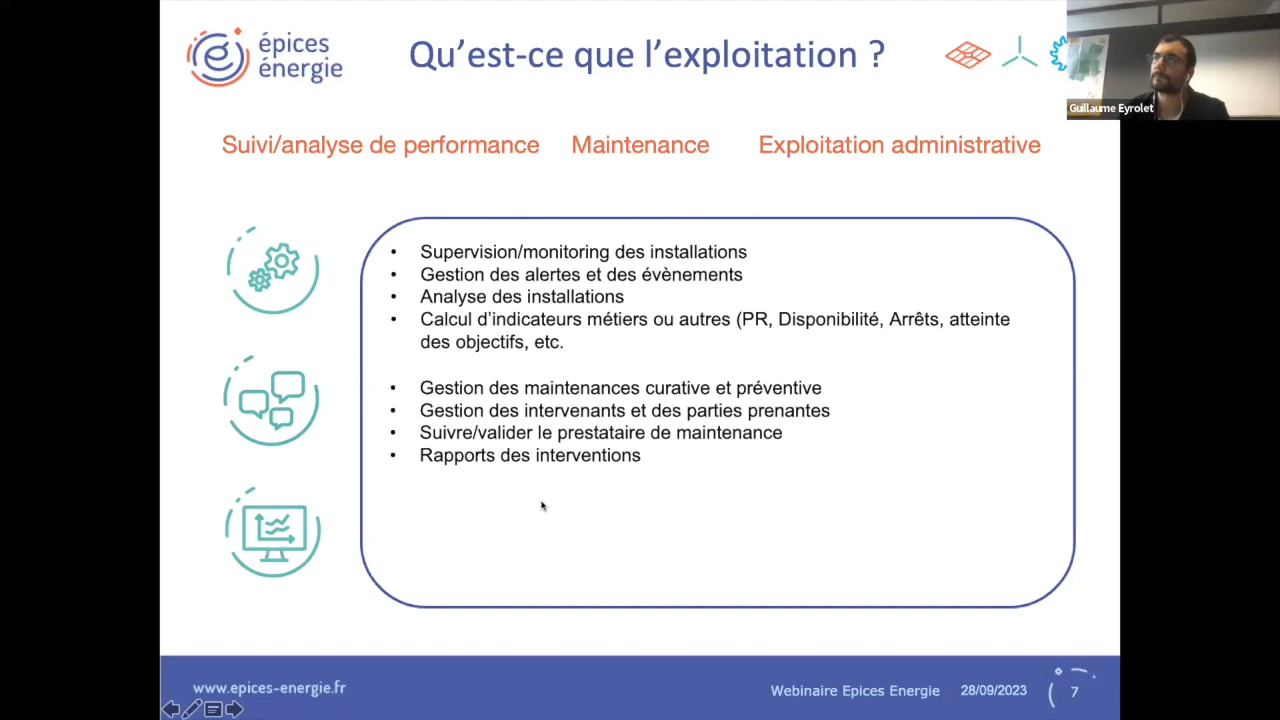 épices
énergie
Qu’est-ce que l’exploitation ?
Guillaume Eyrolet
Suivi/analyse de performance
Maintenance
Exploitation administrative
• Supervision/monitoring des installations
• Gestion des alertes et des évènements
• Analyse des installations
• Calcul d’indicateurs métiers ou autres (PR, Disponibilité, Arrêts, atteinte
des objectifs, etc.
• Gestion des maintenances curative et préventive
• Gestion des intervenants et des parties prenantes
• Suivre/valider le prestataire de maintenance
• Rapports des interventions
www.epices-energie.fr
Webinaire Epices Energie
28/09/2023
7